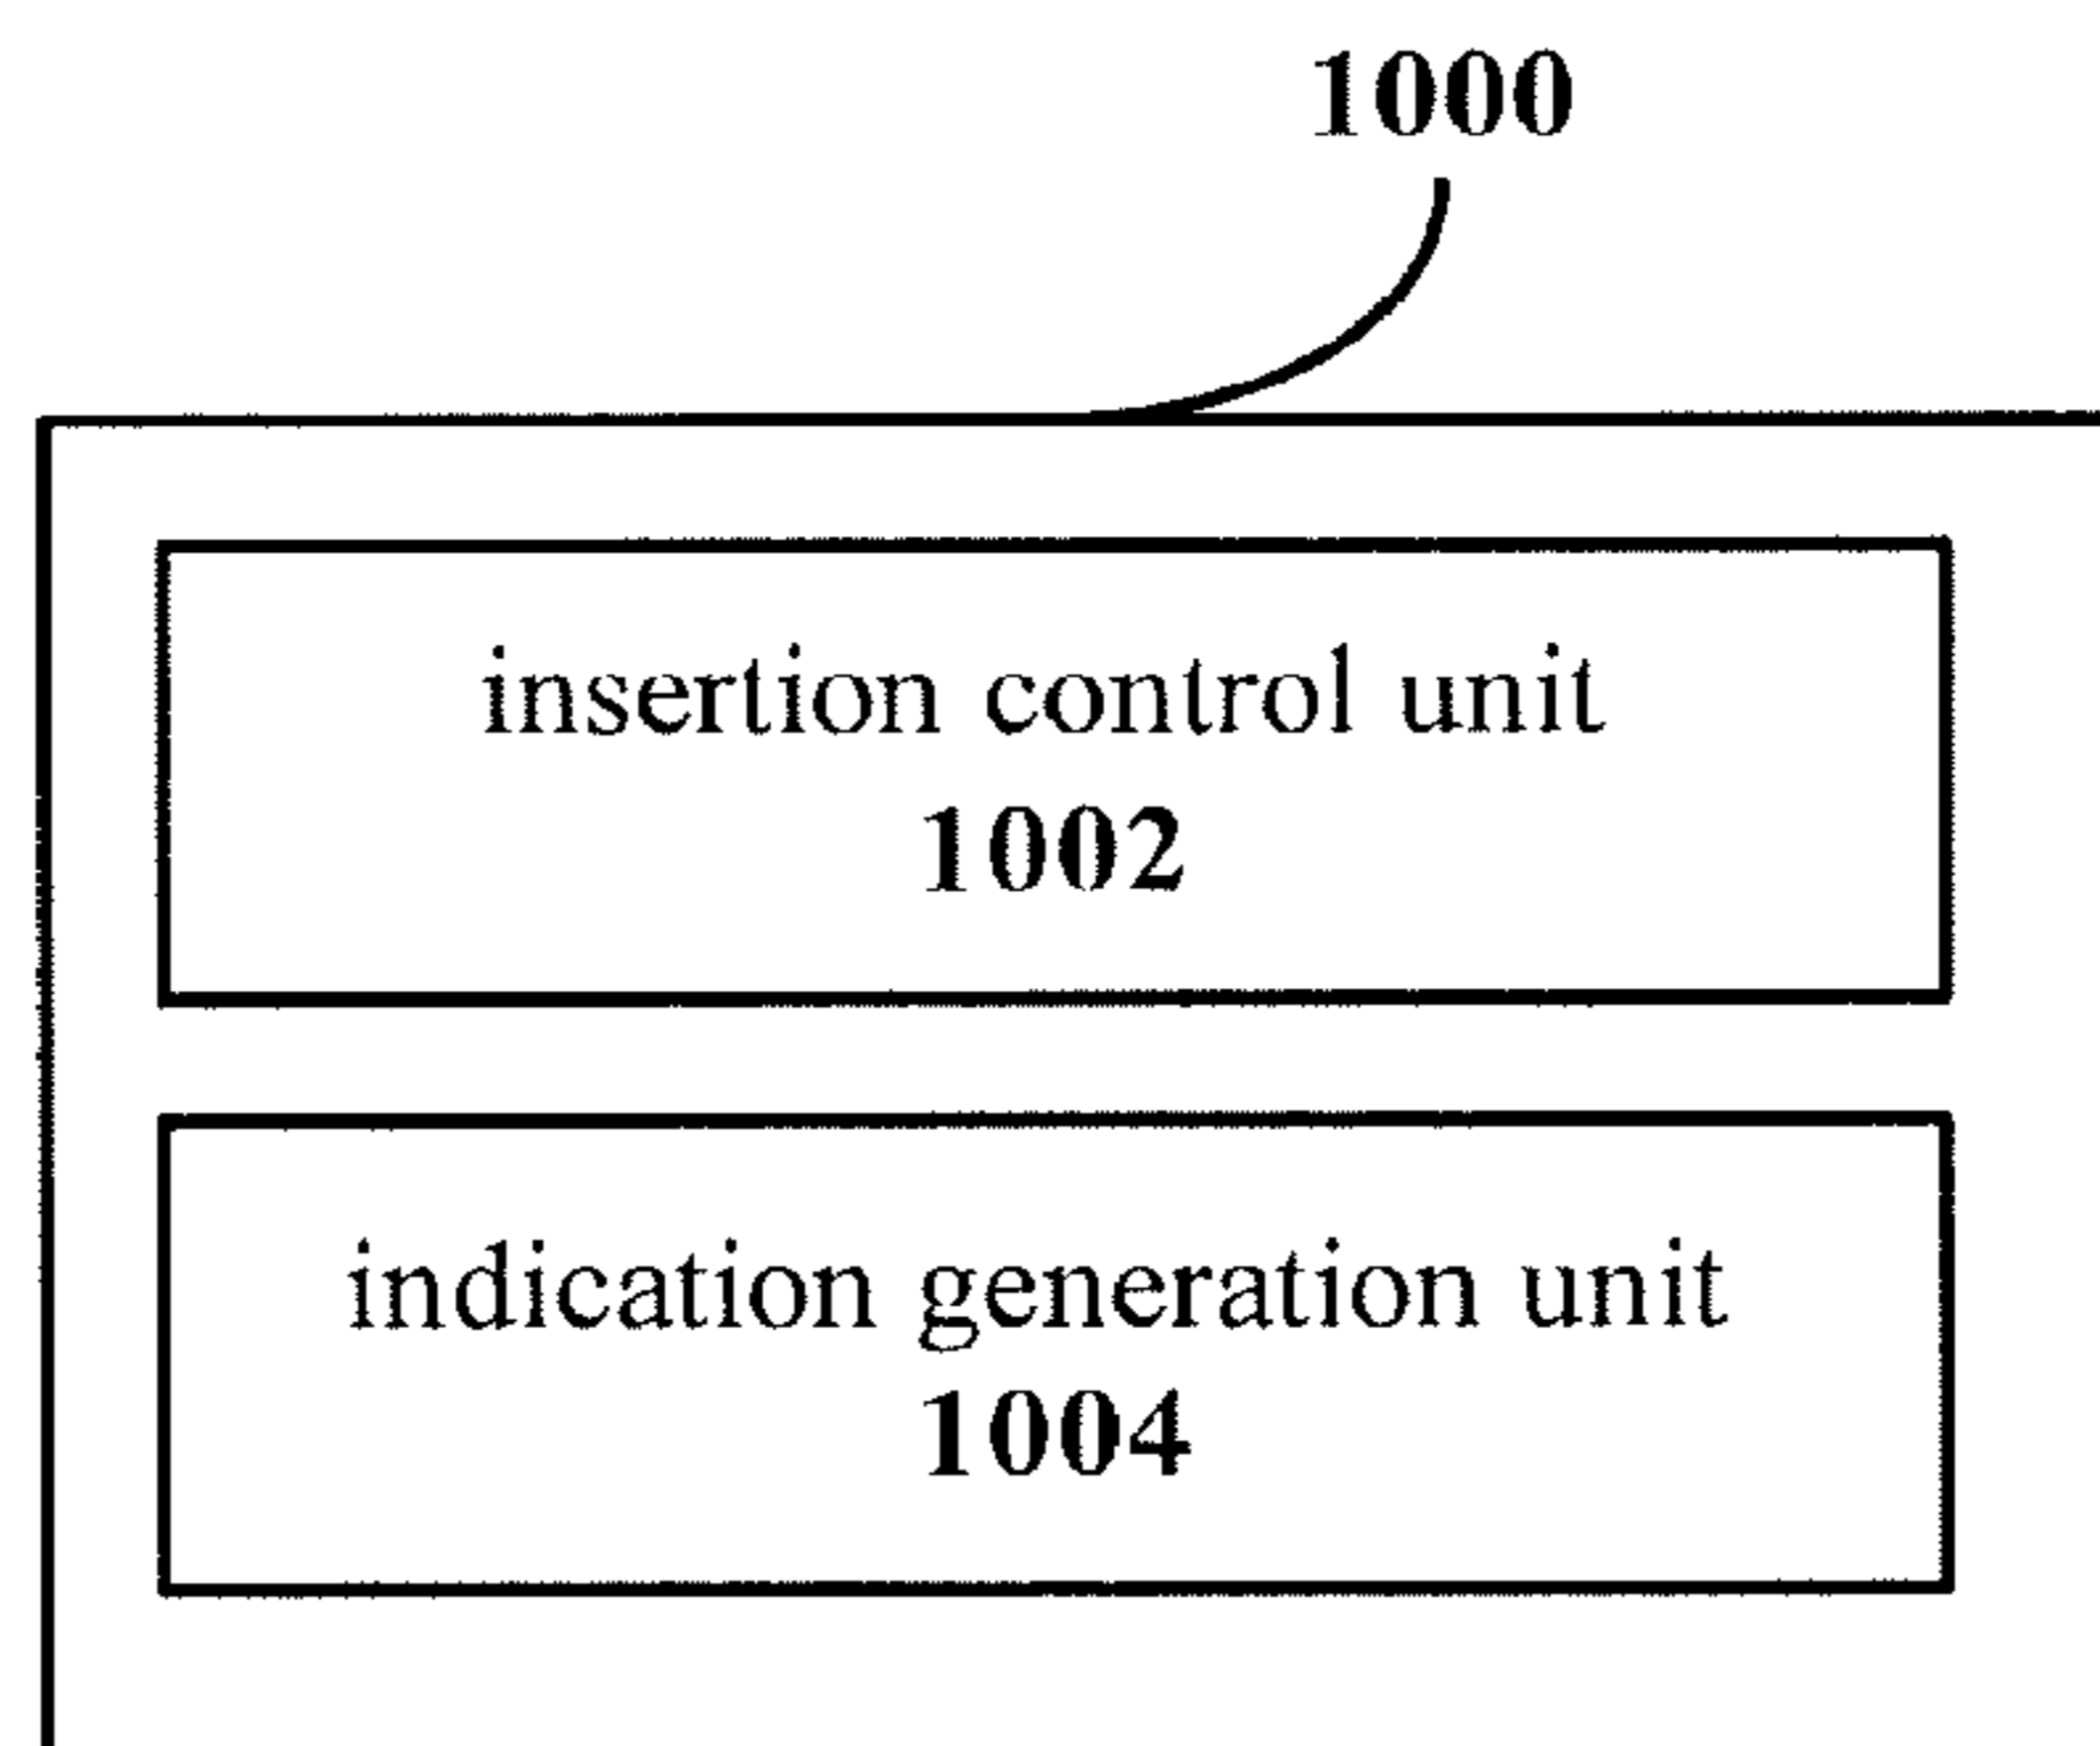 1000
insertion control unit
1002
indication generation unit
1004